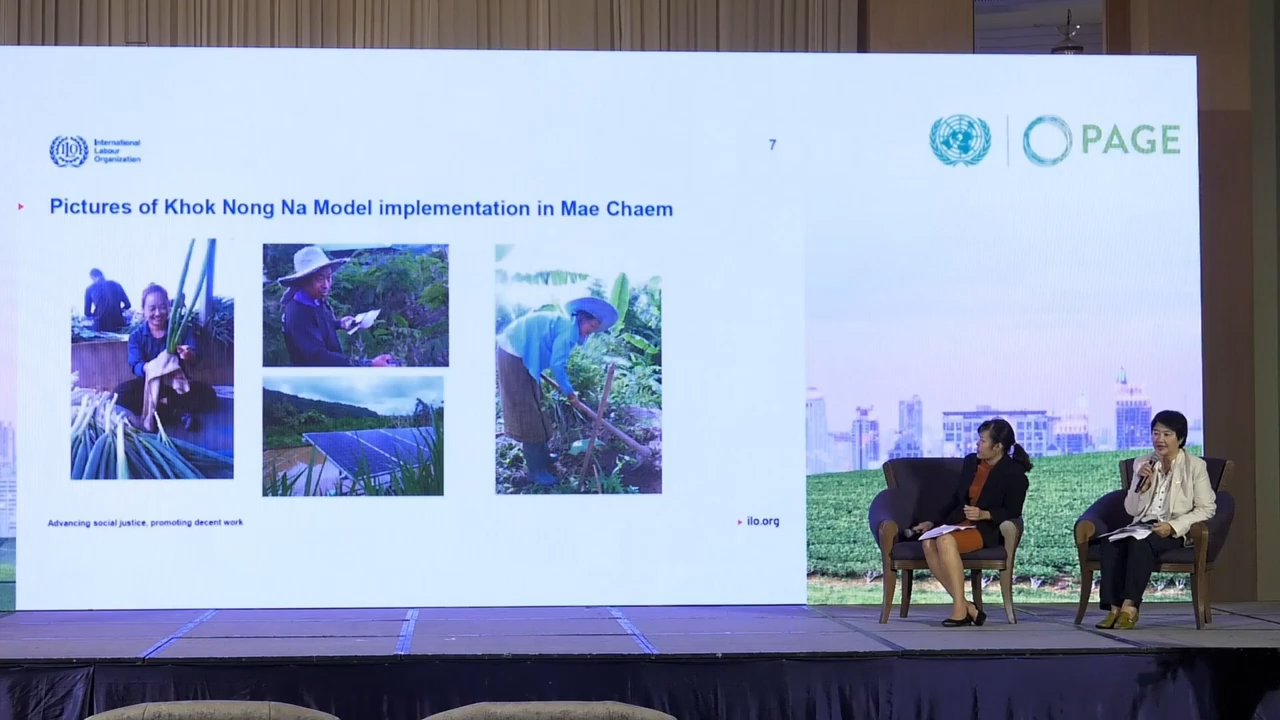 International
Labour
Organization
7
PAGE
Pictures of Khok Nong Na Model implementation in Mae Chaem
Advancing social justice, promoting decent work
ilo.org